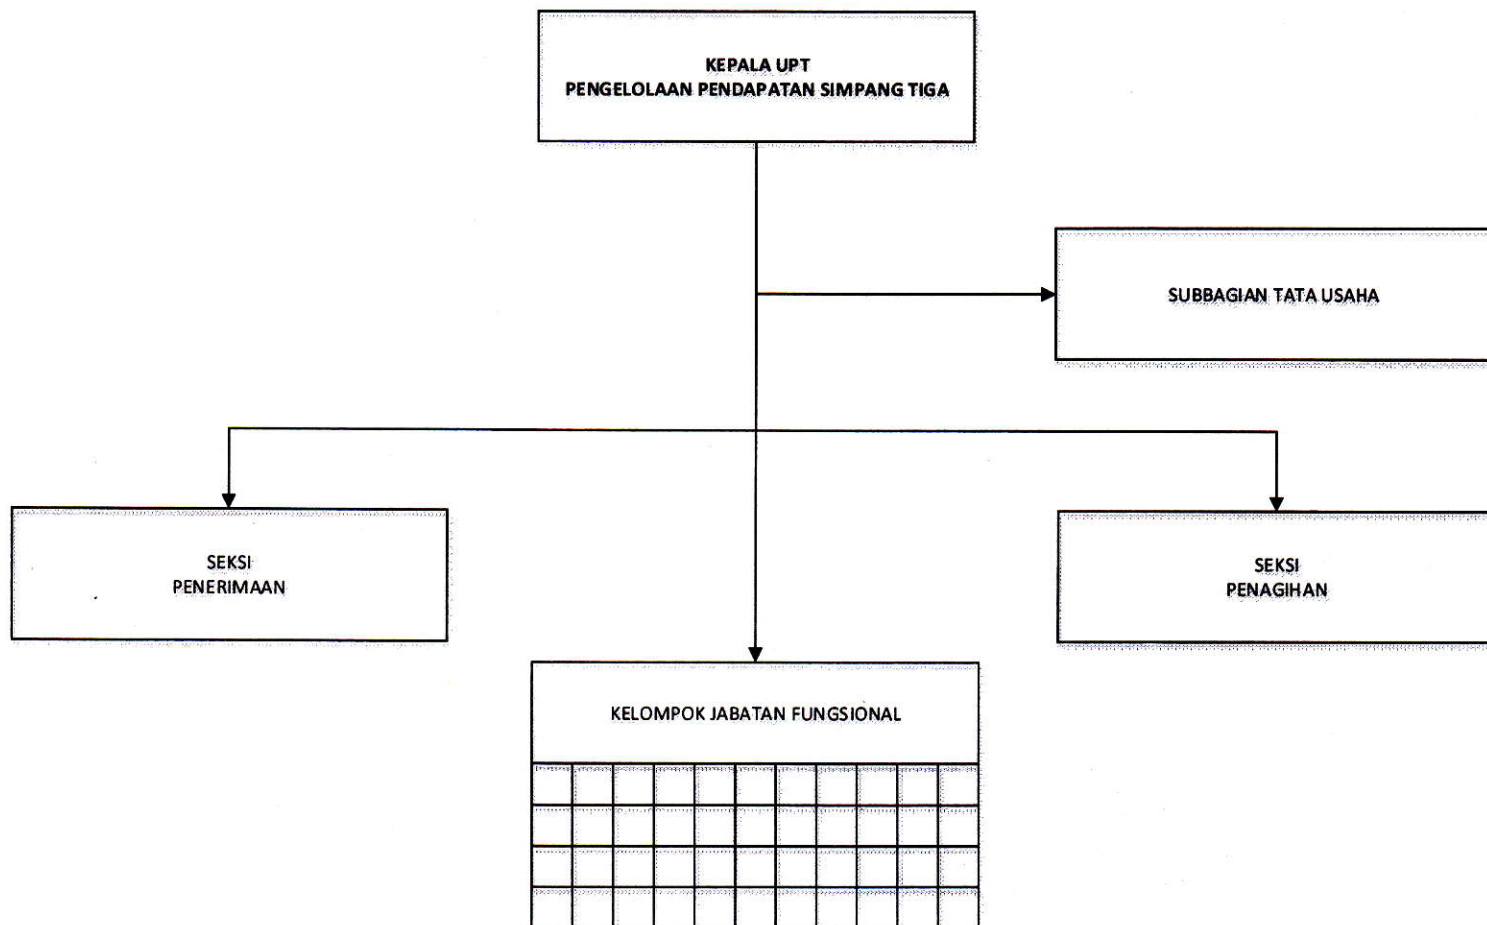 KEPALA UPT
PENGELOLAAN PENDAPATAN SIMPANG TIGA
SUBBAGIAN TATA USAHA
SEKSI
PENERIMAAN
SEKSI
PENAGIHAN
KELOMPOK JABATAN FUNGSIONAL